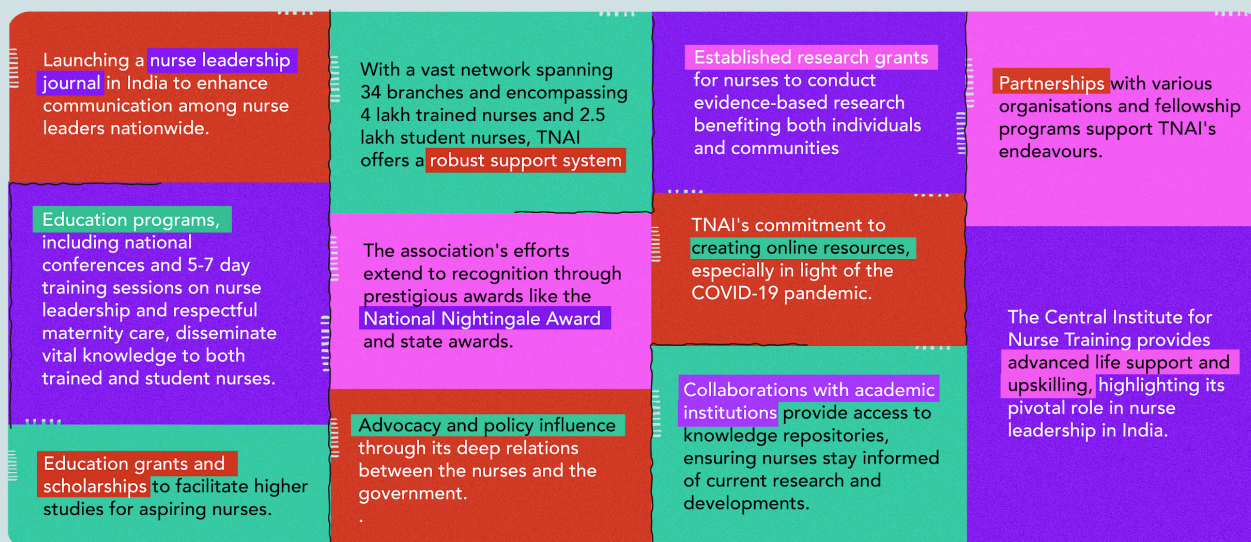 Launching a nurse leadership
journal in India to enhance
communication among nurse
leaders nationwide.
Education programs,
including national
conferences and 5-7 day
training sessions on nurse
leadership and respectful
maternity care, disseminate
vital knowledge to both
trained and student nurses.
Education grants and
scholarships to facilitate higher
studies for aspiring nurses.
With a vast network spanning
34 branches and encompassing
4 lakh trained nurses and 2.5
lakh student nurses, TNAI
offers a robust support system
The association's efforts
extend to recognition through
prestigious awards like the
National Nightingale Award
and state awards.
Advocacy and policy influence
through its deep relations
between the nurses and the
government.
.
Established research grants
for nurses to conduct
evidence-based research
benefiting both individuals
and communities
TNAI's commitment to
creating online resources,
especially in light of the
COVID-19 pandemic.
Collaborations with academic
institutions provide access to
knowledge repositories,
ensuring nurses stay informed
of current research and
developments.
Partnerships with various
organisations and fellowship
programs support TNAI's
endeavours.
The Central Institute for
Nurse Training provides
advanced life support and
upskilling, highlighting its
pivotal role in nurse
leadership in India.